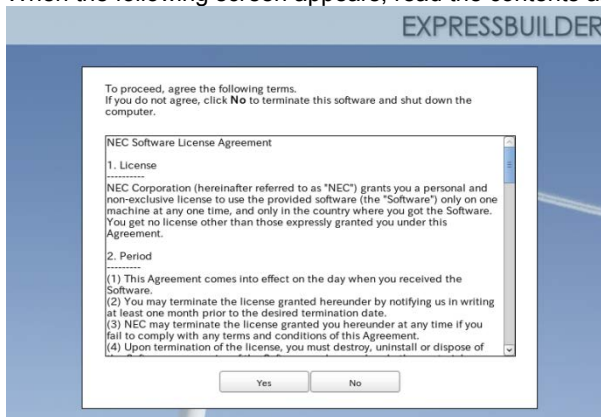 When the following screen appears, read the contents a
EXPRESSBUILDER
To proceed, agree the following terms.
If you do not agree, click No to terminate this software and shut down the
computer.
NEC Software License Agreement
1. License
----------
NEC Corporation (hereinafter referred to as "NEC") grants you a personal and
non-exclusive license to use the provided software (the "Software") only on one
machine at any one time, and only in the country where you got the Software.
You get no license other than those expressly granted you under this
Agreement.
2. Period
---------
(1) This Agreement comes into effect on the day when you received the
Software.
(2) You may terminate the license granted hereunder by notifying us in writing
at least one month prior to the desired termination date.
(3) NEC may terminate the license granted you hereunder at any time if you
fail to comply with any terms and conditions of this Agreement.
(4) Upon termination of the license, you must destroy, uninstall or dispose of
Yes
No